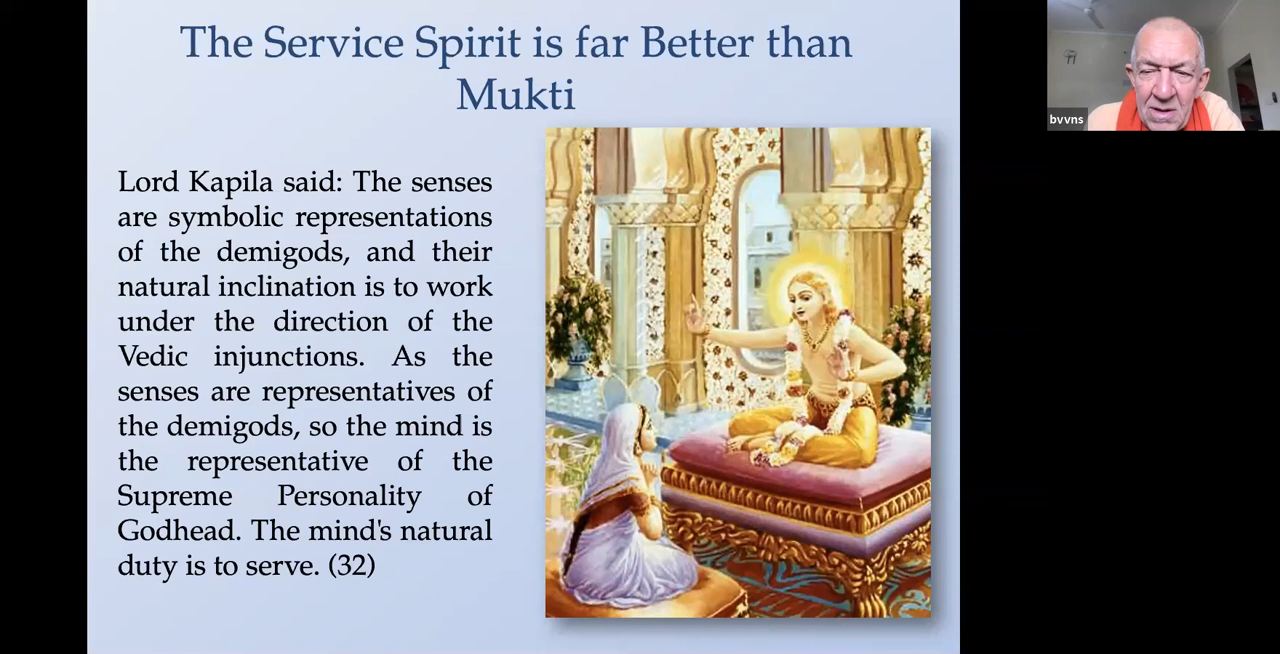 The Service Spirit is far Better than
Mukti
Lord Kapila said: The senses
are symbolic representations
of the demigods, and their
natural inclination is to work
under the direction of the
Vedic injunctions. As the
senses are representatives of
the demigods, so the mind is
the representative of the
Supreme Personality of
Godhead. The mind's natural
duty is to serve. (32)
bvvns